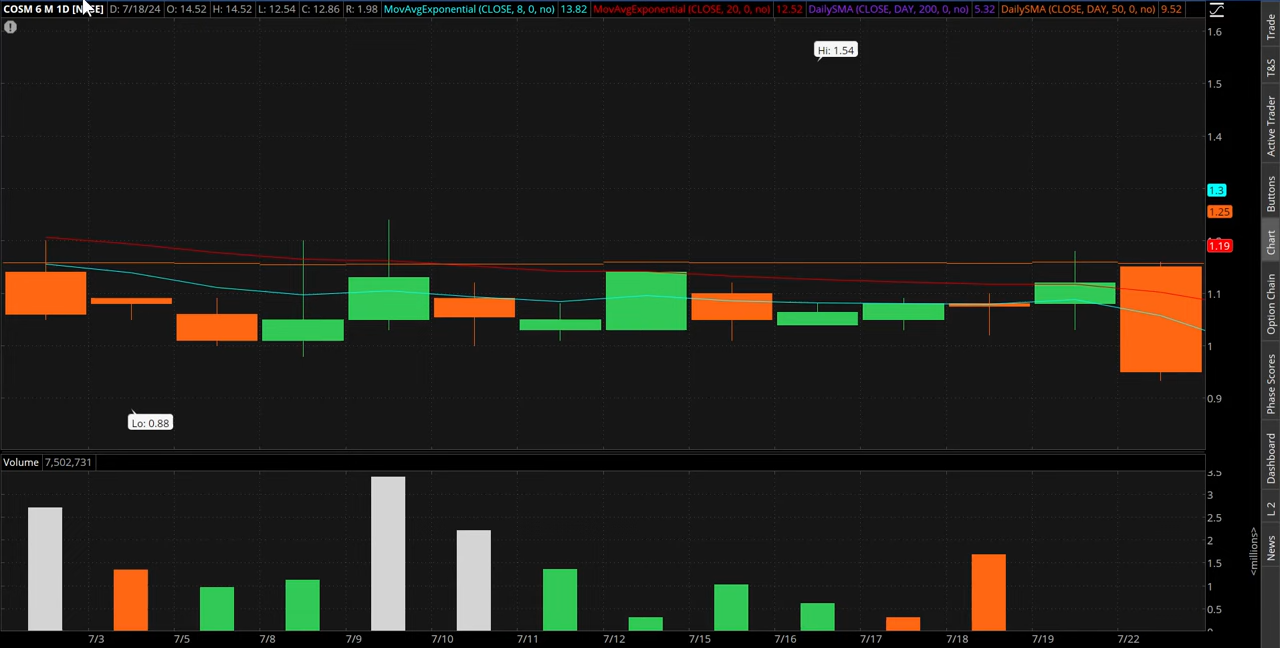 COSM 6 M 1D [N SE] D: 7/18/24 O: 14.52 H: 14.52 L: 12.54 C: 12.86 R: 1.98 MovAvgExponential (CLOSE, 8, 0, no) 13.82 MovAvgExponential (CLOSE, 20, 0, no) 12.52 DailySMA (CLOSE, DAY, 200, 0, no) 5.32 DailySMA (CLOSE, DAY, 50, 0, no) 9.52
Hi: 1.54
Lo: 0.88
1.6
1.5
1.4
1.3
1.25
1.19
1.1
1
0.9
Volume 7,502,731
3.5
3
2.5
2
1.5
1
0.5
<millions>
7/3 7/5 7/8 7/9 7/10 7/11 7/12 7/15 7/16 7/17 7/18 7/19 7/22
Trade
T&S
Active Trader
Buttons
Chart
Option Chain
Phase Scores
Dashboard
L 2
News